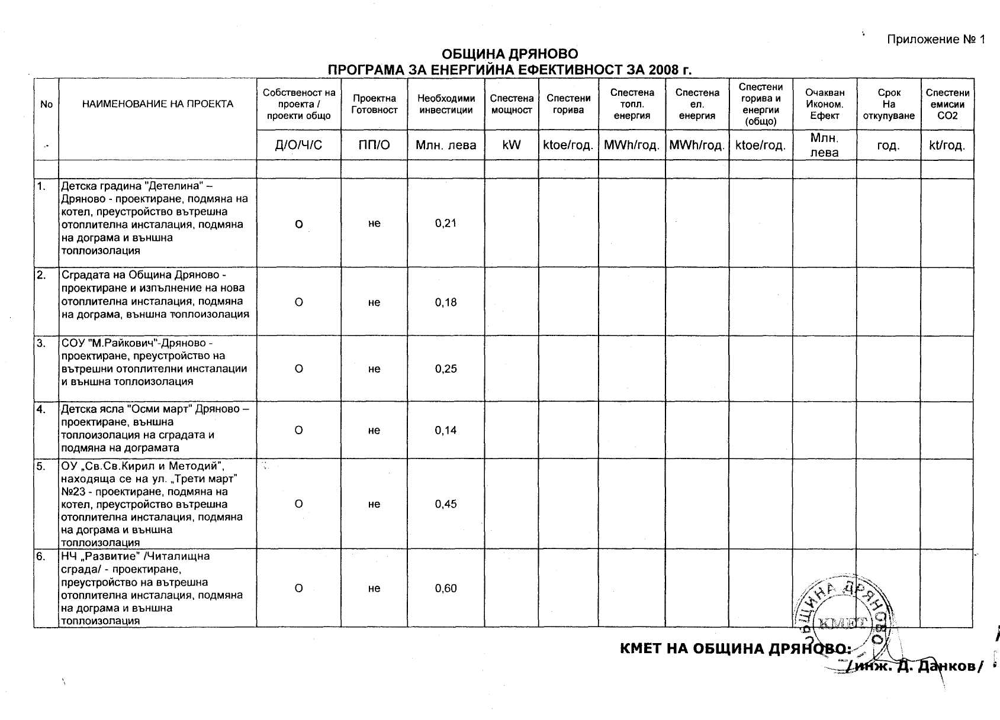 Приложение № 1
ОБЩИНА ДРЯНОВО
ПРОГРАМА ЗА ЕНЕРГИЙНА ЕФЕКТИВНОСТ ЗА 2008 г.
No
НАИМЕНОВАНИЕ НА ПРОЕКТА
Собственост на
проекта /
проекти общо
Проектна
Готовност
Необходими
инвестиции
Спестена
мощност
Спестени
горива
Спестена
топл.
енергия
Спестена
ел.
енергия
Спестени
горива и
енергии
(общо)
Очакван
Иконом.
Ефект
Срок
На
откупуване
Спестени
емисии
CO2
Д/О/Ч/С
ПП/О
Млн. лева
kW
ktoe/год.
MWh/год.
MWh/год.
ktoe/год.
Млн.
лева
год.
kt/год.
1.
Детска градина "Детелина" –
Дряново - проектиране, подмяна на
котел, преустройство вътрешна
отоплителна инсталация, подмяна
на дограма и външна
топлоизолация
О
не
0,21
2.
Сградата на Община Дряново -
проектиране и изпълнение на нова
отоплителна инсталация, подмяна
на дограма, външна топлоизолация
О
не
0,18
3.
СОУ "М.Райкович"-Дряново -
проектиране, преустройство на
вътрешни отоплителни инсталации
и външна топлоизолация
О
не
0,25
4.
Детска ясла "Осми март" Дряново –
проектиране, външна
топлоизолация на сградата и
подмяна на дограмата
О
не
0,14
5.
ОУ „Св.Св.Кирил и Методий",
находяща се на ул. „Трети март"
№23 - проектиране, подмяна на
котел, преустройство вътрешна
отоплителна инсталация, подмяна
на дограма и външна
топлоизолация
О
не
0,45
6.
НЧ „Развитие" /Читалищна
сграда/ - проектиране,
преустройство на вътрешна
отоплителна инсталация, подмяна
на дограма и външна
топлоизолация
О
не
0,60
ОБЩИНА ДРЯНОВО
КМЕТ
КМЕТ НА ОБЩИНА ДРЯНОВО:
/инж. Д. Данков/